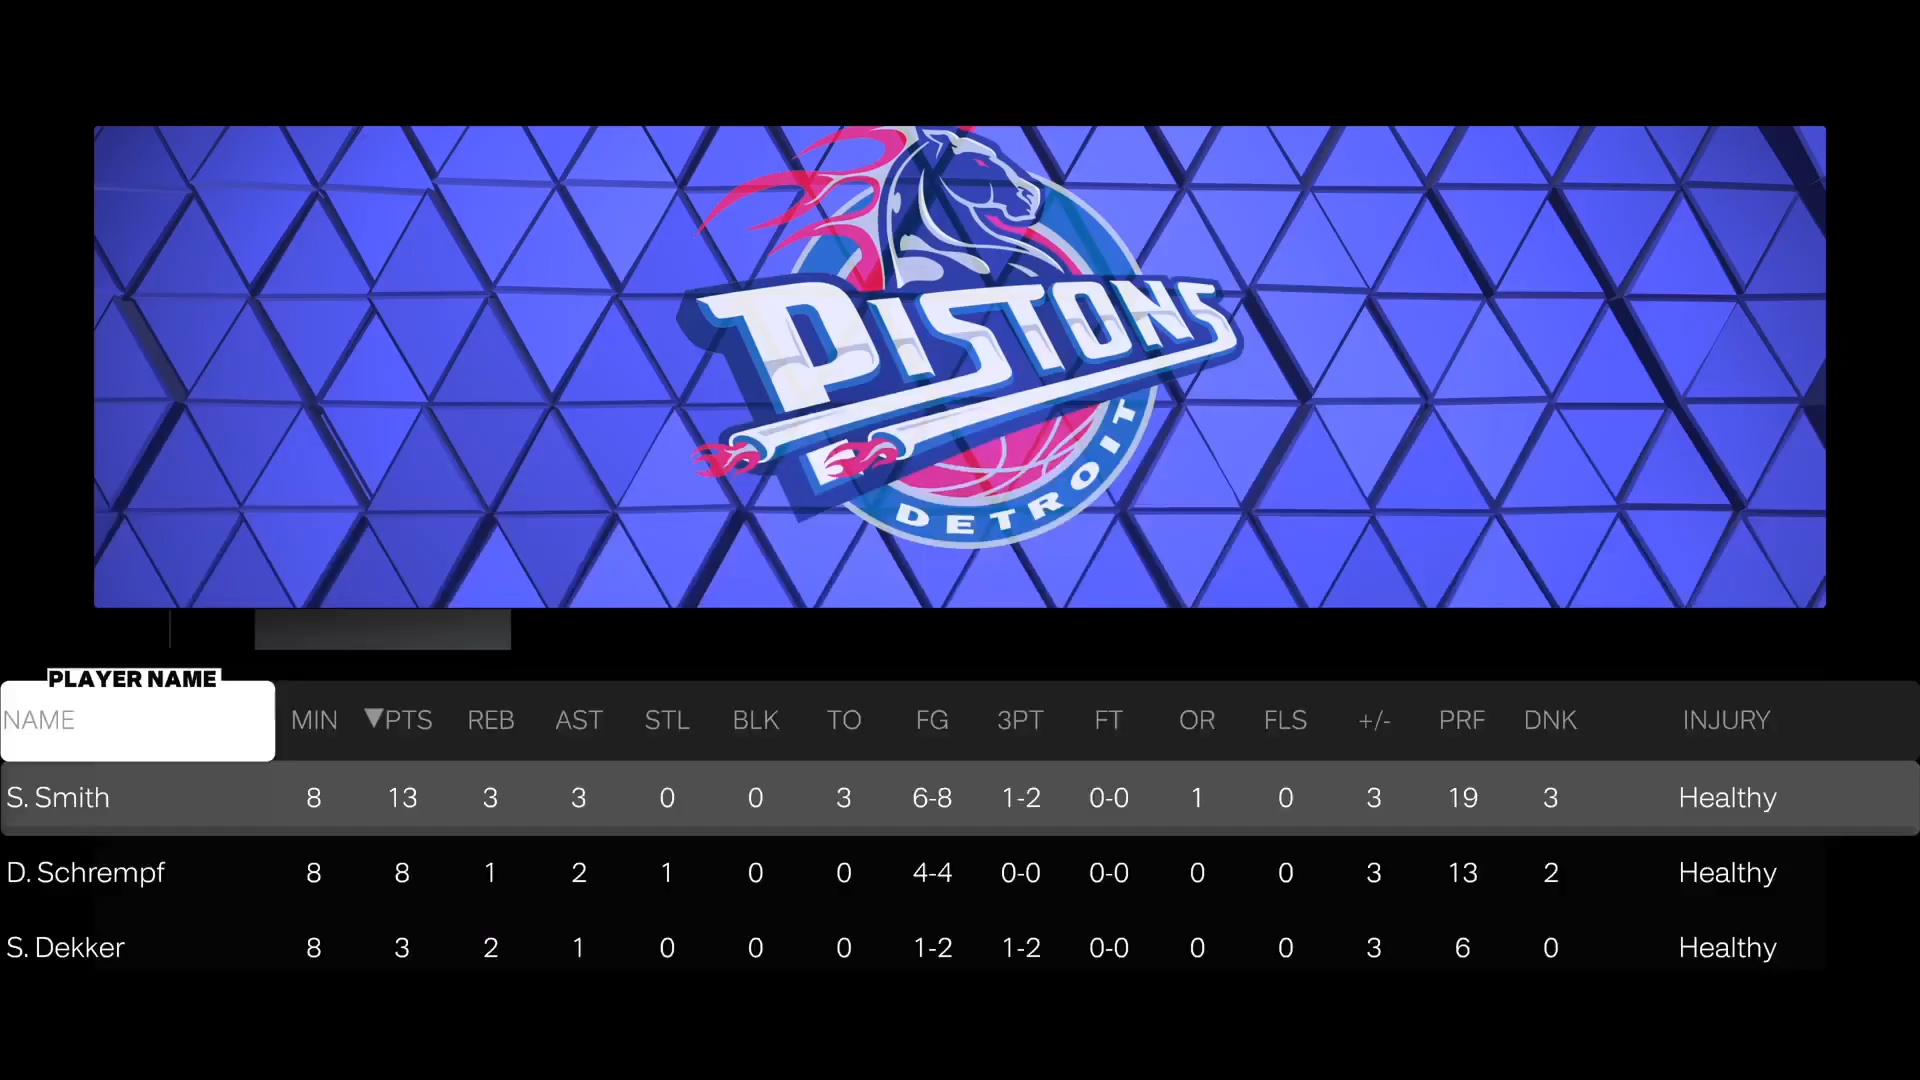 PISTONS
DETROIT
PLAYER NAME
NAME MIN ▼PTS REB AST STL BLK TO FG 3PT FT OR FLS +/- PRF DNK INJURY
S. Smith 8 13 3 3 0 0 3 6-8 1-2 0-0 1 0 3 19 3 Healthy
D. Schrempf 8 8 1 2 1 0 0 4-4 0-0 0-0 0 0 3 13 2 Healthy
S. Dekker 8 3 2 1 0 0 0 1-2 1-2 0-0 0 0 3 6 0 Healthy